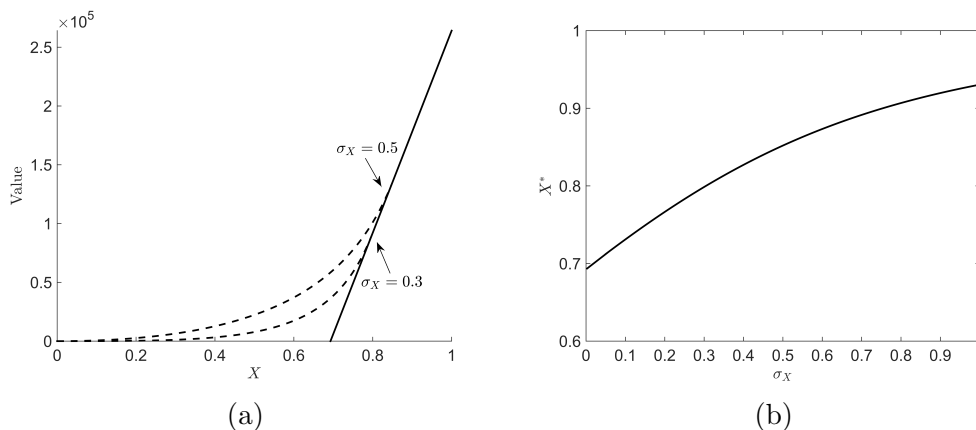 ×10⁵
2.5
2
1.5
1
0.5
0
Value
σ_X = 0.5
σ_X = 0.3
0 0.2 0.4 0.6 0.8 1
X
(a)
1
0.9
0.8
0.7
0.6
X*
0 0.1 0.2 0.3 0.4 0.5 0.6 0.7 0.8 0.9
σ_X
(b)